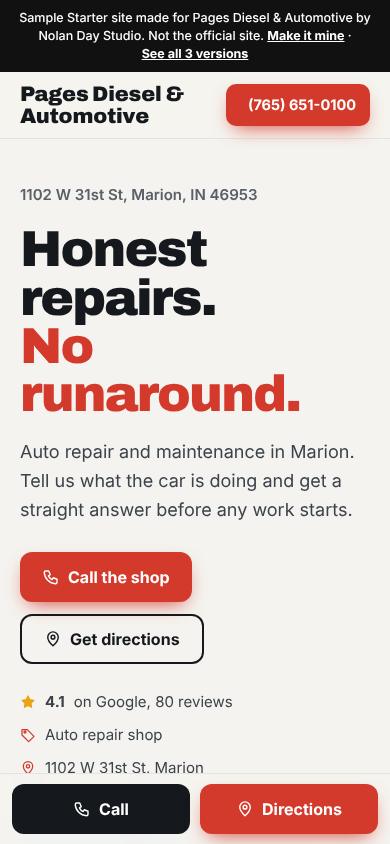 Sample Starter site made for Pages Diesel & Automotive by
Nolan Day Studio. Not the official site. Make it mine ·
See all 3 versions
Pages Diesel &
Automotive
(765) 651-0100
1102 W 31st St, Marion, IN 46953
Honest
repairs.
No
runaround.
Auto repair and maintenance in Marion.
Tell us what the car is doing and get a
straight answer before any work starts.
Call the shop
Get directions
4.1 on Google, 80 reviews
Auto repair shop
1102 W 31st St, Marion
Call
Directions